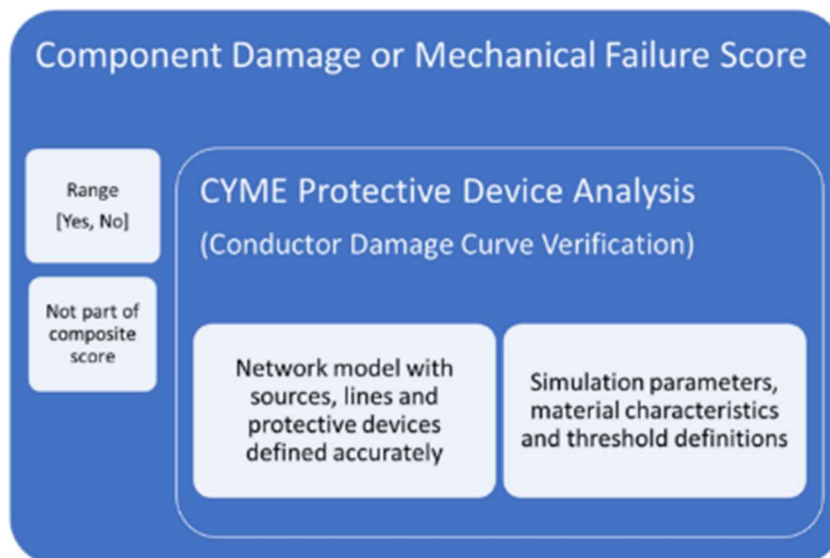 Component Damage or Mechanical Failure Score
Range
[Yes, No]
Not part of
composite
score
CYME Protective Device Analysis
(Conductor Damage Curve Verification)
Network model with
sources, lines and
protective devices
defined accurately
Simulation parameters,
material characteristics
and threshold definitions